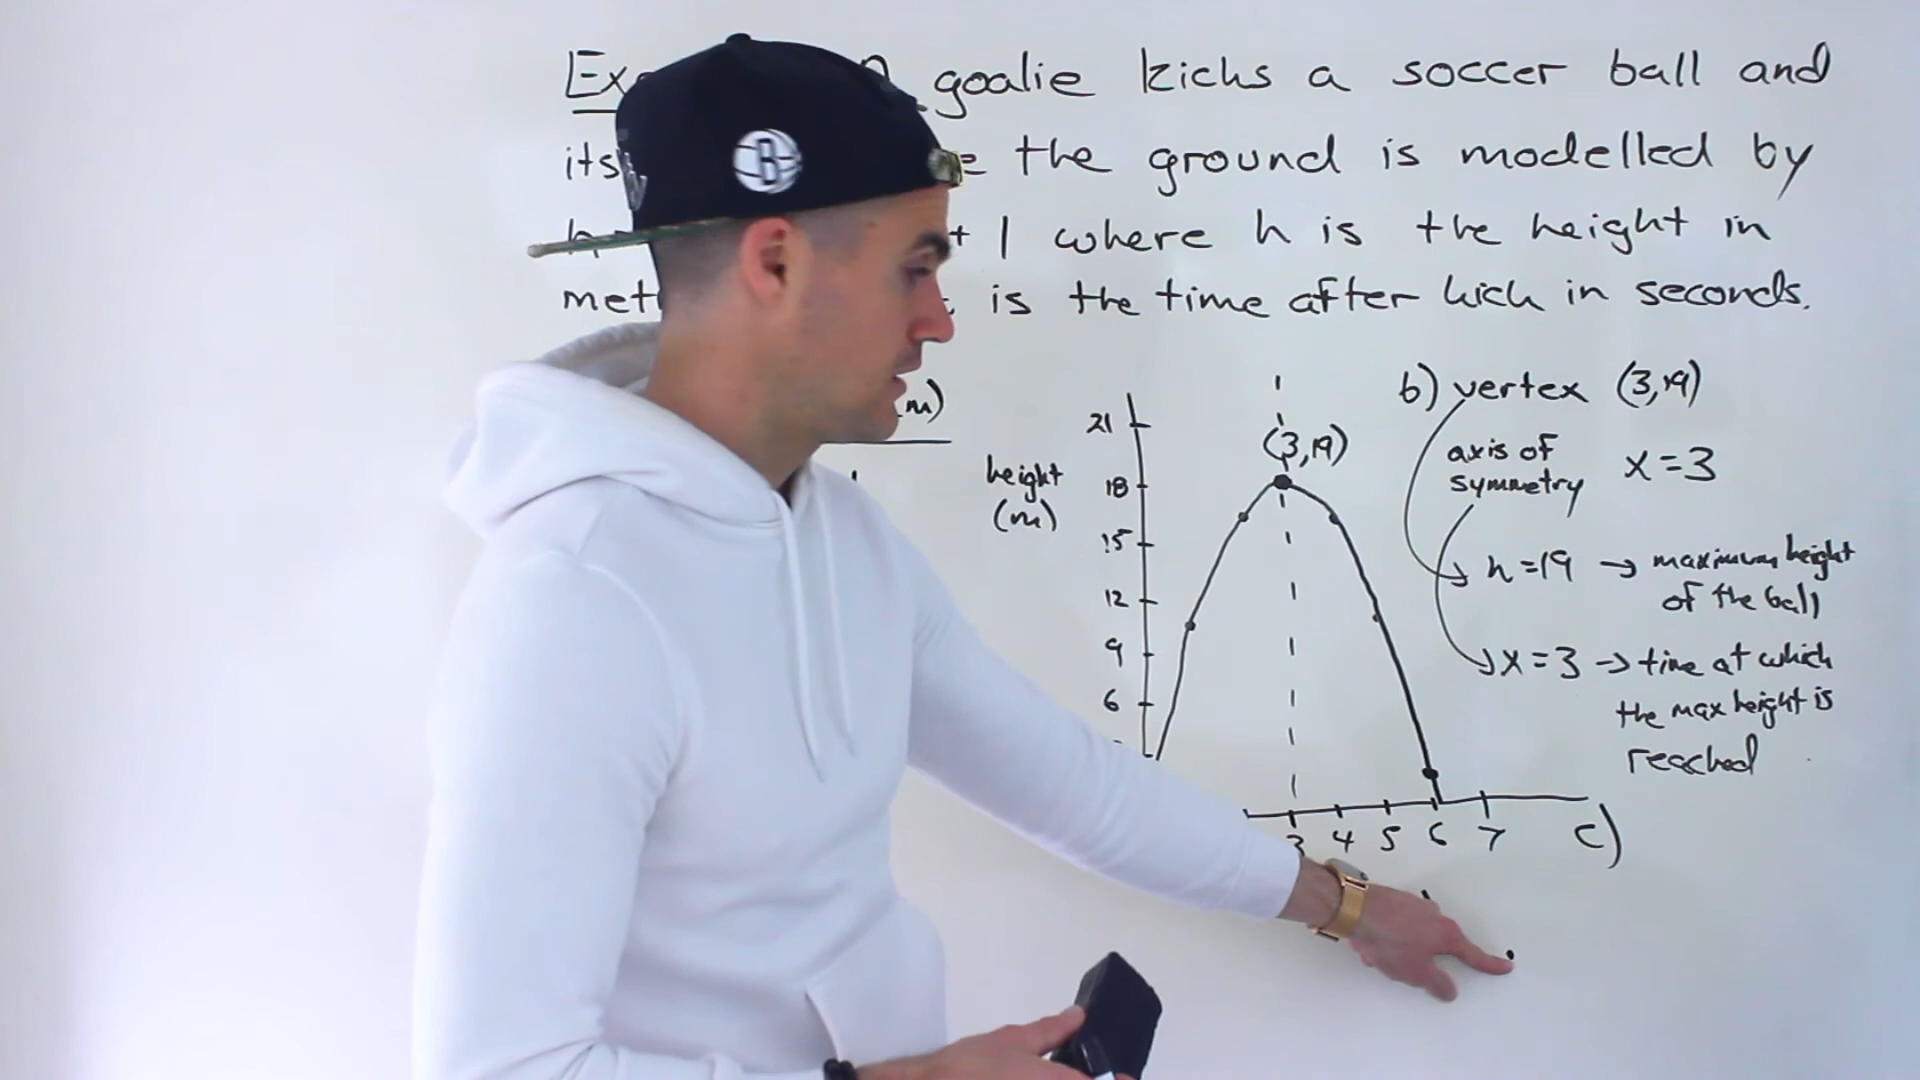 Ex goalie kicks a soccer ball and
its the ground is modelled by
+ 1 where h is the height in
met is the time after kick in seconds.
m)
height
(m)
21
18
15
12
9
6
3 4 5 6 7
(3,19)
b) vertex (3,19)
axis of
symmetry x=3
h=19 → maximum height
of the ball
x=3 → time at which
the max height is
reached
c)
B